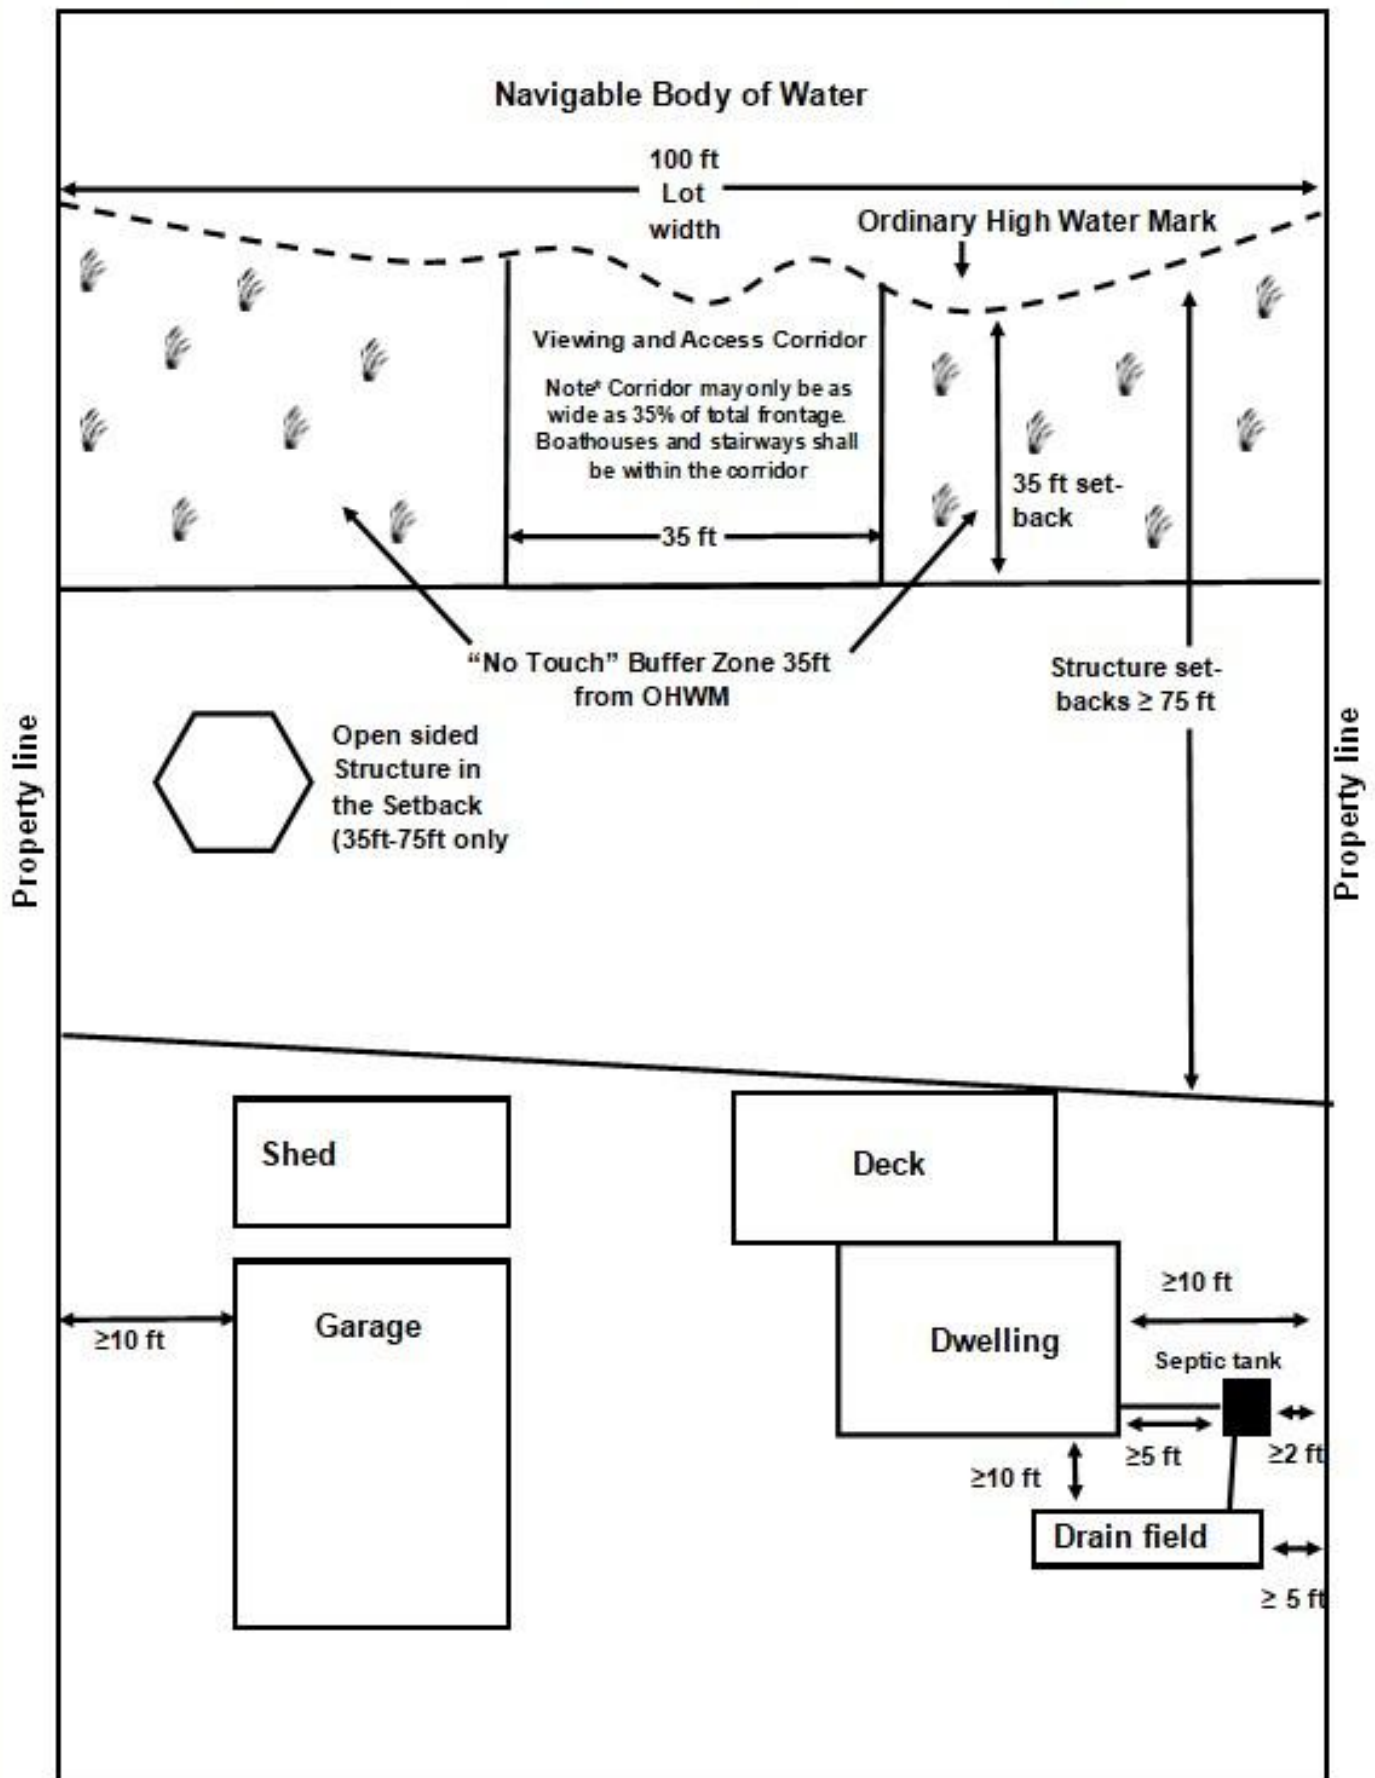 Navigable Body of Water
100 ft
Lot
width
Ordinary High Water Mark
Viewing and Access Corridor
Note* Corridor may only be as
wide as 35% of total frontage.
Boathouses and stairways shall
be within the corridor
35 ft set-
back
35 ft
"No Touch" Buffer Zone 35ft
from OHWM
Structure set-
backs ≥ 75 ft
Property line
Property line
Open sided
Structure in
the Setback
(35ft-75ft only
Shed
Deck
Garage
≥10 ft
Dwelling
≥10 ft
Septic tank
≥5 ft
≥2 ft
≥10 ft
Drain field
≥ 5 ft